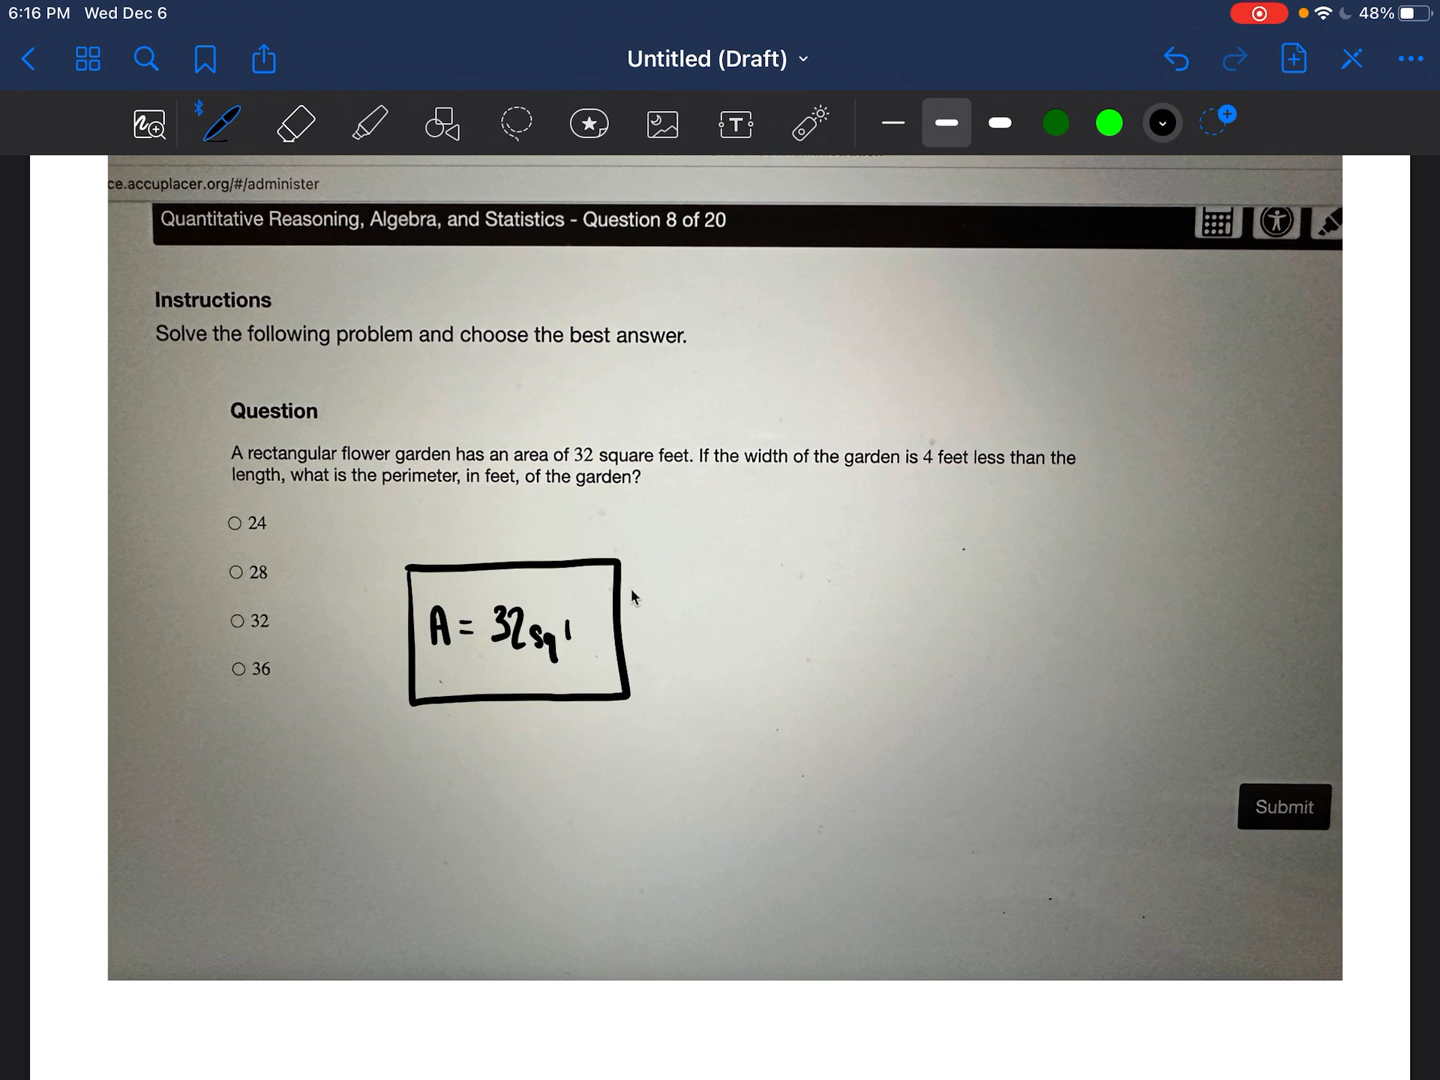 6:16 PM Wed Dec 6
48%
Untitled (Draft)
T
ce.accuplacer.org/#/administer
Quantitative Reasoning, Algebra, and Statistics - Question 8 of 20
Instructions
Solve the following problem and choose the best answer.
Question
A rectangular flower garden has an area of 32 square feet. If the width of the garden is 4 feet less than the
length, what is the perimeter, in feet, of the garden?
24
28
32
36
A = 32 sq'
Submit